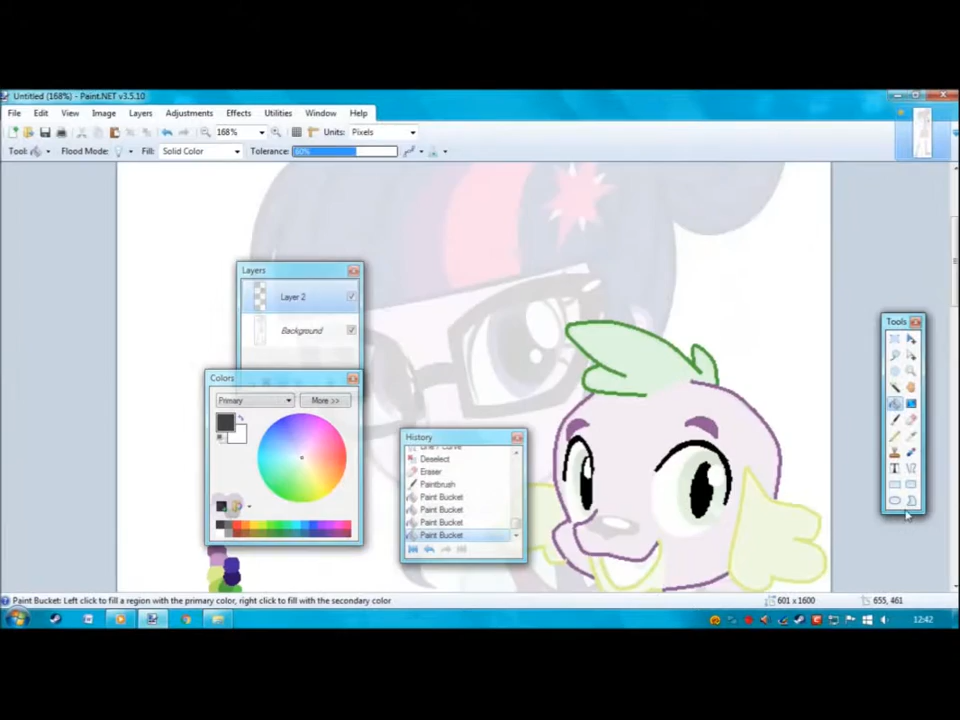 Untitled (168%) - Paint.NET v3.5.10
File Edit View Image Layers Adjustments Effects Utilities Window Help
168% Units: Pixels
Tool: Flood Mode: Fill: Solid Color Tolerance: 60%
Layers
Layer 2
Background
Colors
Primary More >>
History
Deselect
Eraser
Paintbrush
Paint Bucket
Paint Bucket
Paint Bucket
Paint Bucket
Tools
Paint Bucket: Left click to fill a region with the primary color, right click to fill with the secondary color
601 x 1600
655, 461
12:42